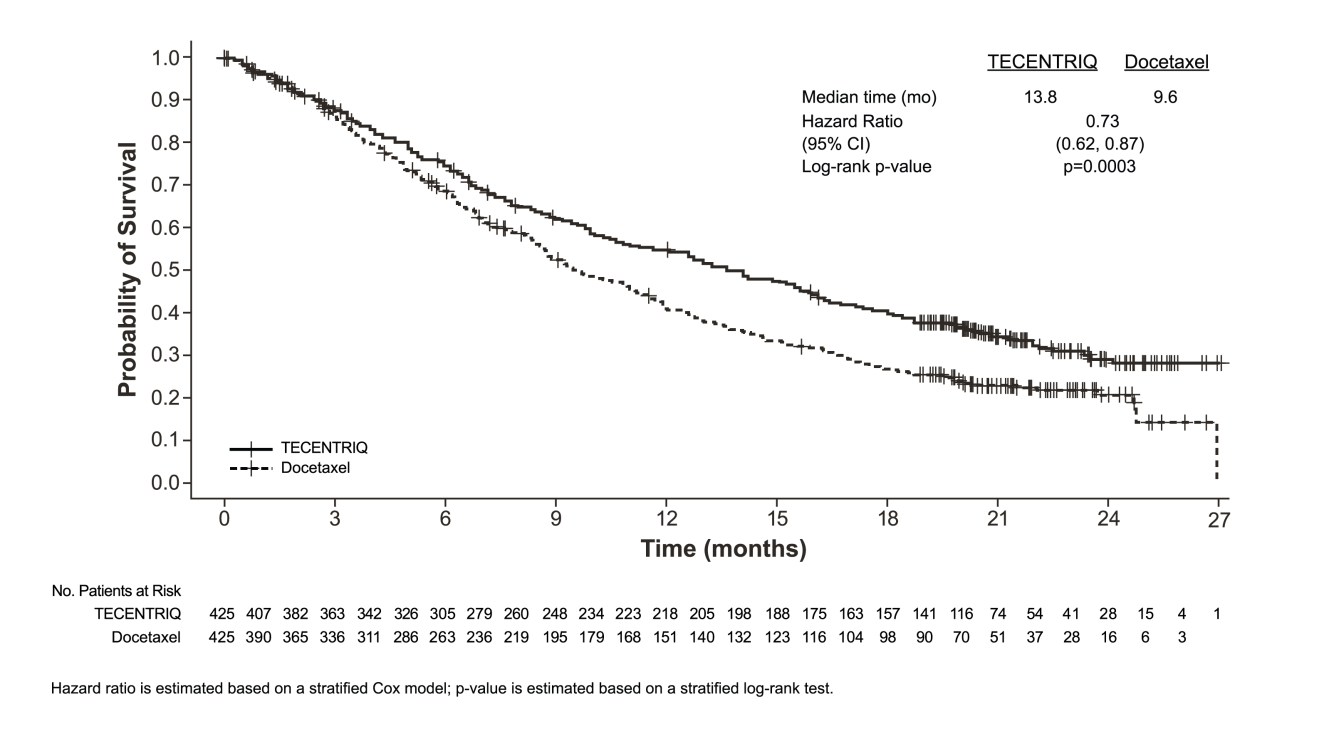 TECENTRIQ Docetaxel
Median time (mo) 13.8 9.6
Hazard Ratio 0.73
(95% CI) (0.62, 0.87)
Log-rank p-value p=0.0003
Probability of Survival
1.0
0.9
0.8
0.7
0.6
0.5
0.4
0.3
0.2
0.1
0.0
TECENTRIQ
Docetaxel
0 3 6 9 12 15 18 21 24 27
Time (months)
No. Patients at Risk
TECENTRIQ 425 407 382 363 342 326 305 279 260 248 234 223 218 205 198 188 175 163 157 141 116 74 54 41 28 15 4 1
Docetaxel 425 390 365 336 311 286 263 236 219 195 179 168 151 140 132 123 116 104 98 90 70 51 37 28 16 6 3
Hazard ratio is estimated based on a stratified Cox model; p-value is estimated based on a stratified log-rank test.